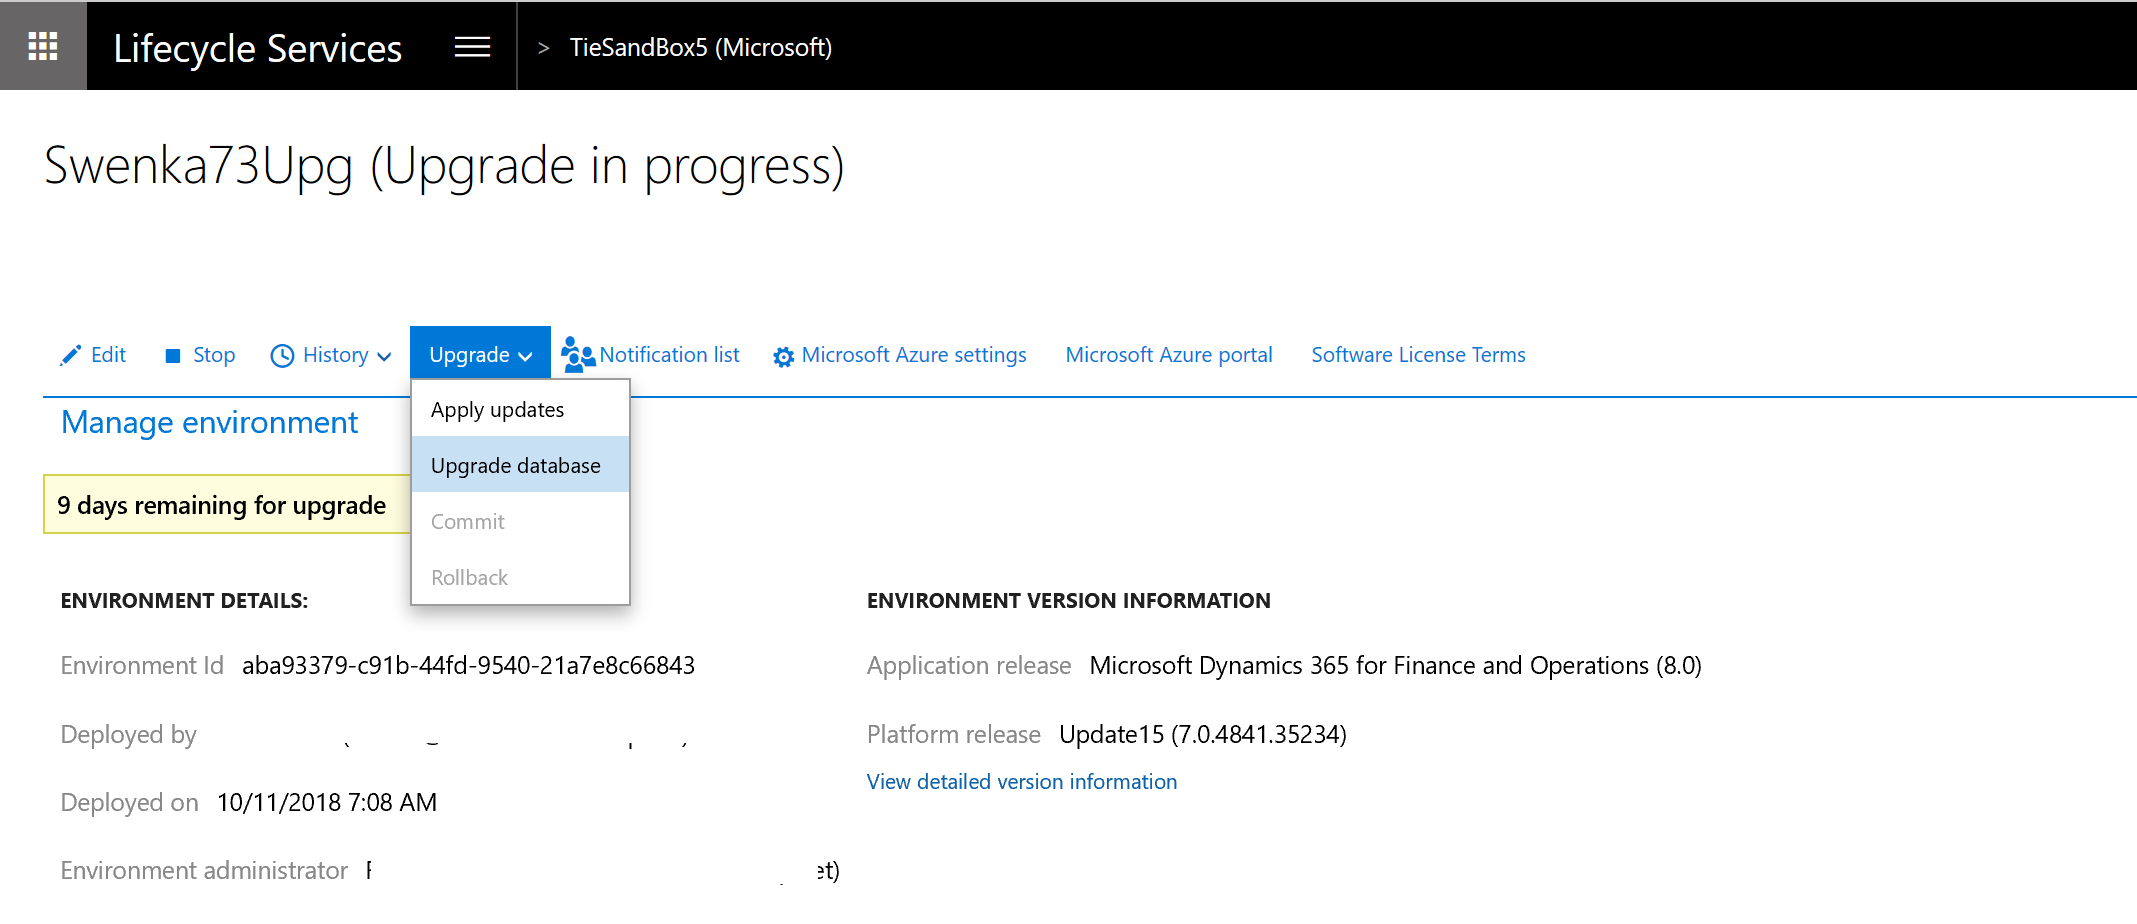 Lifecycle Services > TieSandBox5 (Microsoft)
Swenka73Upg (Upgrade in progress)
Edit Stop History Upgrade Notification list Microsoft Azure settings Microsoft Azure portal Software License Terms
Apply updates
Upgrade database
Commit
Rollback
Manage environment
9 days remaining for upgrade
ENVIRONMENT DETAILS:
Environment Id aba93379-c91b-44fd-9540-21a7e8c66843
Deployed by
Deployed on 10/11/2018 7:08 AM
Environment administrator
ENVIRONMENT VERSION INFORMATION
Application release Microsoft Dynamics 365 for Finance and Operations (8.0)
Platform release Update15 (7.0.4841.35234)
View detailed version information